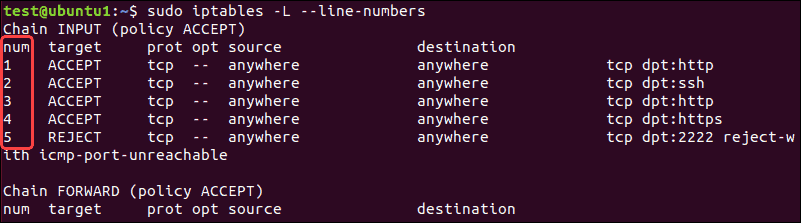 test@ubuntu1:~$ sudo iptables -L --line-numbers
Chain INPUT (policy ACCEPT)
num  target     prot opt source               destination
1    ACCEPT     tcp  --  anywhere             anywhere             tcp dpt:http
2    ACCEPT     tcp  --  anywhere             anywhere             tcp dpt:ssh
3    ACCEPT     tcp  --  anywhere             anywhere             tcp dpt:http
4    ACCEPT     tcp  --  anywhere             anywhere             tcp dpt:https
5    REJECT     tcp  --  anywhere             anywhere             tcp dpt:2222 reject-w
ith icmp-port-unreachable
Chain FORWARD (policy ACCEPT)
num  target     prot opt source               destination